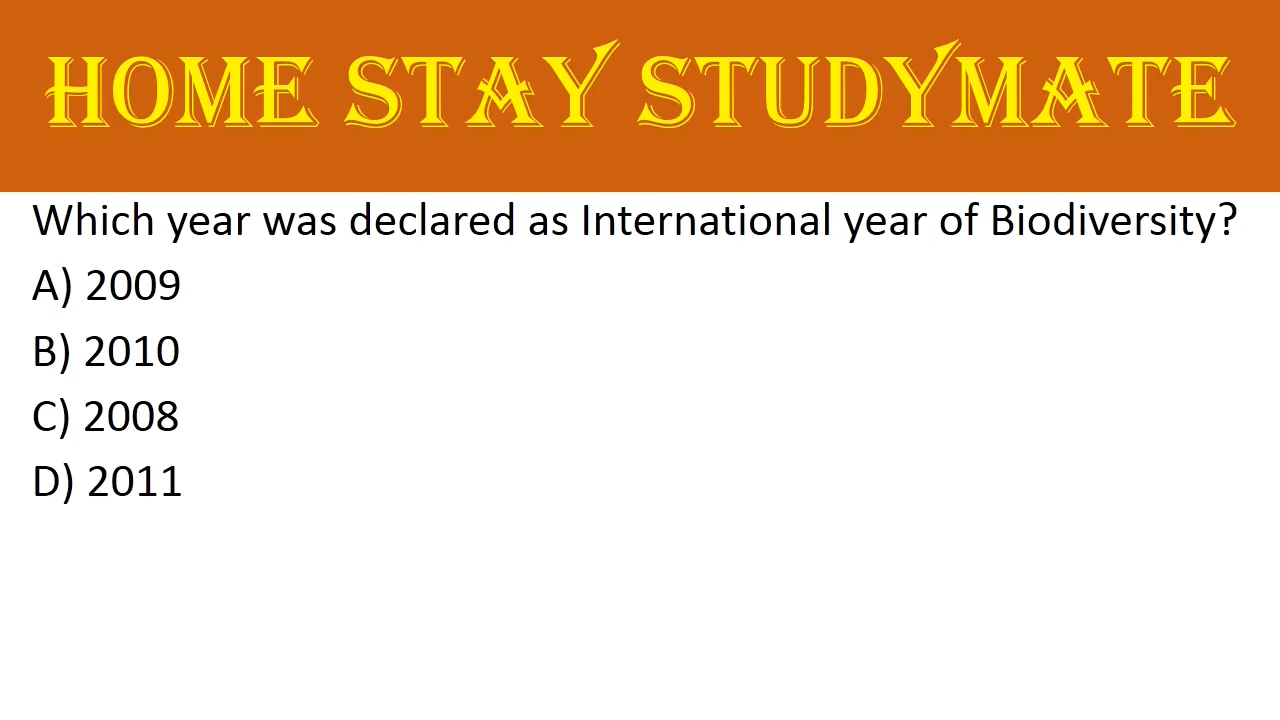 HOME STAY STUDYMATE
Which year was declared as International year of Biodiversity?
A) 2009
B) 2010
C) 2008
D) 2011